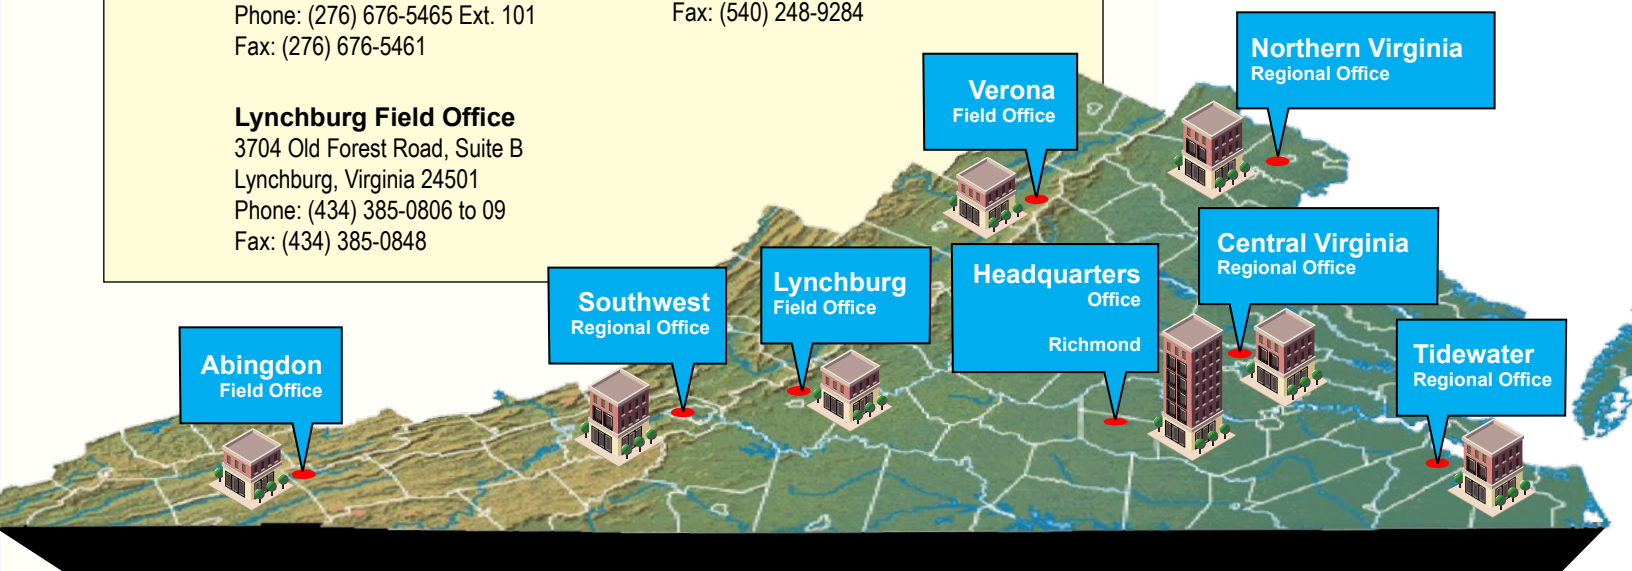 Phone: (276) 676-5465 Ext. 101
Fax: (276) 676-5461
Fax: (540) 248-9284
Lynchburg Field Office
3704 Old Forest Road, Suite B
Lynchburg, Virginia 24501
Phone: (434) 385-0806 to 09
Fax: (434) 385-0848
Northern Virginia
Regional Office
Verona
Field Office
Central Virginia
Regional Office
Headquarters
Office
Richmond
Lynchburg
Field Office
Southwest
Regional Office
Abingdon
Field Office
Tidewater
Regional Office